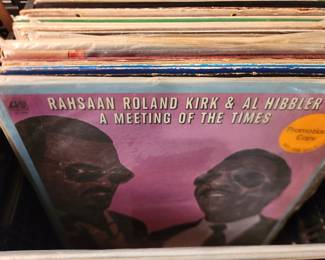 RAHSAAN ROLAND KIRK & AL HIBBLER
A MEETING OF THE TIMES
Promotion
Copy